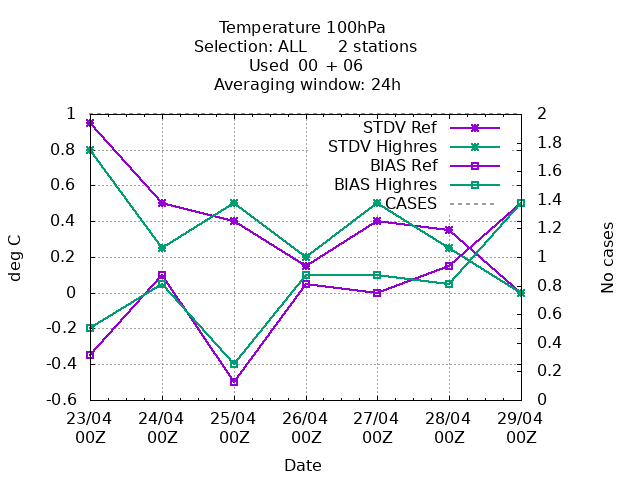 Temperature 100hPa
Selection: ALL 2 stations
Used 00 + 06
Averaging window: 24h
1
0.8
0.6
0.4
0.2
0
-0.2
-0.4
-0.6
deg C
2
1.8
1.6
1.4
1.2
1
0.8
0.6
0.4
0.2
0
No cases
STDV Ref
STDV Highres
BIAS Ref
BIAS Highres
CASES
23/04 24/04 25/04 26/04 27/04 28/04 29/04
00Z 00Z 00Z 00Z 00Z 00Z 00Z
Date